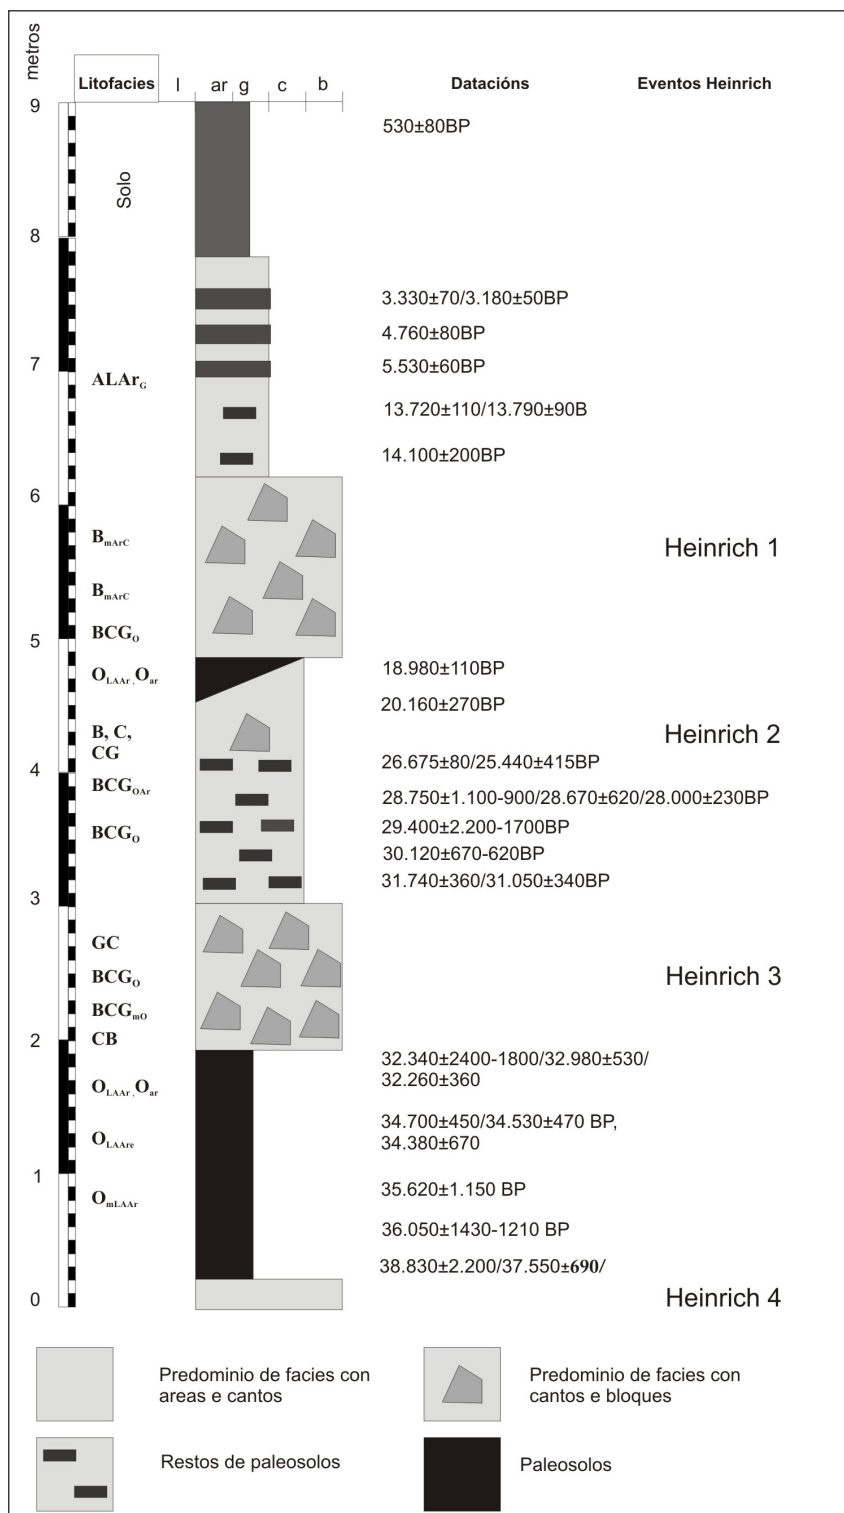 metros
Litofacies l ar g c b Datacións Eventos Heinrich
9
530±80BP
Solo
8
3.330±70/3.180±50BP
4.760±80BP
7
5.530±60BP
ALArG
13.720±110/13.790±90B
14.100±200BP
6
BmArC
Heinrich 1
BmArC
BCGO
5
OLAAr , Oar
18.980±110BP
20.160±270BP
B, C,
CG
Heinrich 2
26.675±80/25.440±415BP
4
BCGOAr
28.750±1.100-900/28.670±620/28.000±230BP
BCGO
29.400±2.200-1700BP
30.120±670-620BP
31.740±360/31.050±340BP
3
GC
BCGO
Heinrich 3
BCGmO
CB
2
32.340±2400-1800/32.980±530/
32.260±360
OLAAr , Oar
34.700±450/34.530±470 BP,
34.380±670
OLAAre
1
35.620±1.150 BP
OmLAAr
36.050±1430-1210 BP
38.830±2.200/37.550±690/
0
Heinrich 4
Predominio de facies con
areas e cantos
Predominio de facies con
cantos e bloques
Restos de paleosolos
Paleosolos